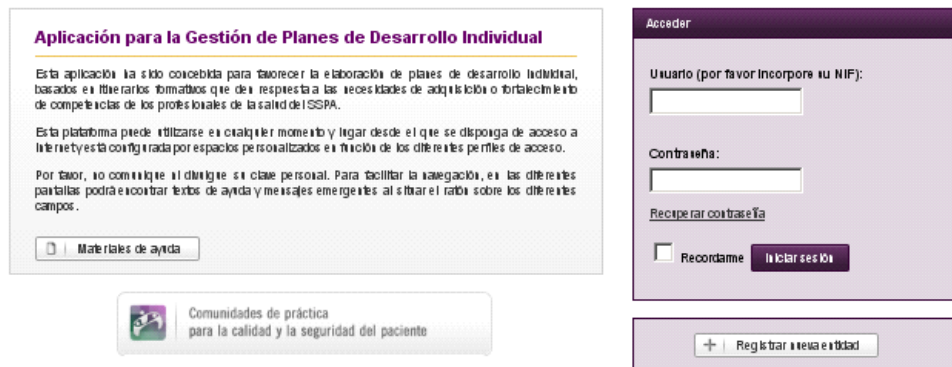 Aplicación para la Gestión de Planes de Desarrollo Individual
Esta aplicación ha sido concebida para favorecer la elaboración de planes de desarrollo individual,
basados en itinerarios formativos que den respuesta a las necesidades de adquisición o fortalecimiento
de competencias de los profesionales de la salud del SSPA.
Esta plataforma puede utilizarse en cualquier momento y lugar desde el que se disponga de acceso a
Internet y está configurada por espacios personalizados en función de los diferentes perfiles de acceso.
Por favor, no comunique ni divulgue su clave personal. Para facilitar la navegación, en las diferentes
pantallas podrá encontrar textos de ayuda y mensajes emergentes al situar el ratón sobre los diferentes
campos.
Materiales de ayuda
Comunidades de práctica
para la calidad y la seguridad del paciente
Acceder
Usuario (por favor incorpore su NIF):
Contraseña:
Recuperar contraseña
Recordarme
Iniciar sesión
Registrar nueva entidad